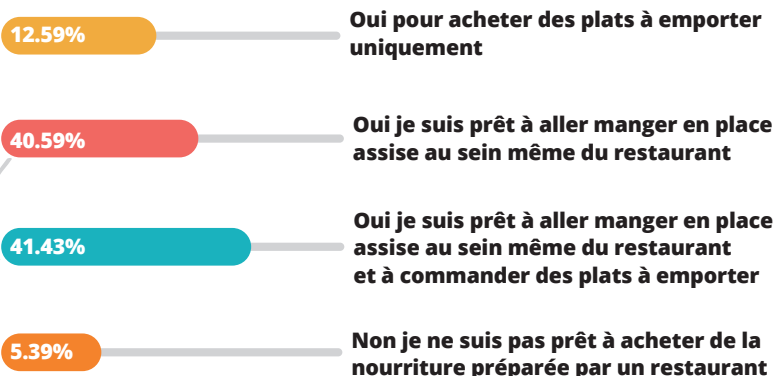 12.59%
Oui pour acheter des plats à emporter
uniquement
40.59%
Oui je suis prêt à aller manger en place
assise au sein même du restaurant
41.43%
Oui je suis prêt à aller manger en place
assise au sein même du restaurant
et à commander des plats à emporter
5.39%
Non je ne suis pas prêt à acheter de la
nourriture préparée par un restaurant